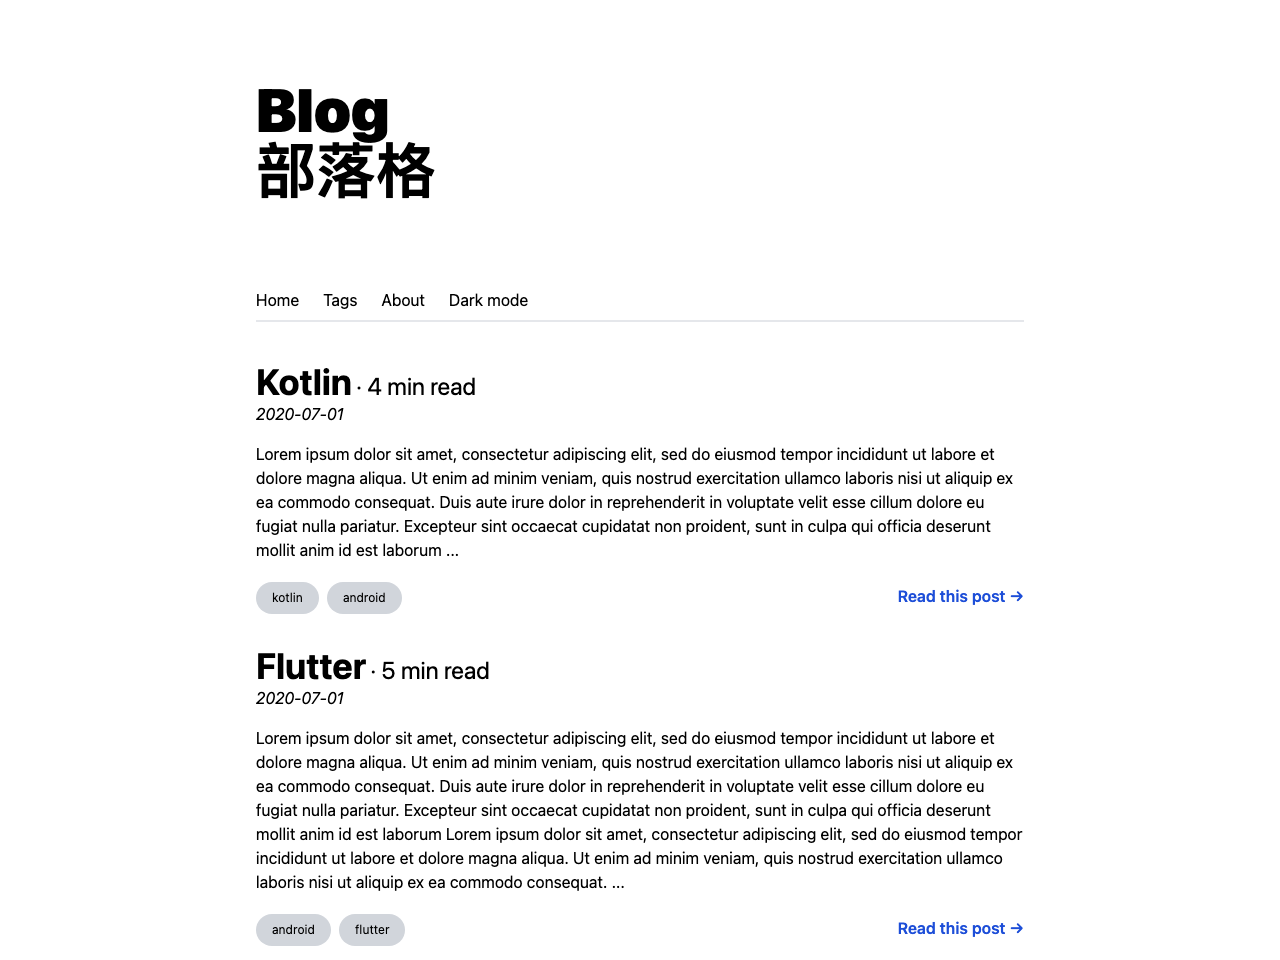 Blog
部落格
Home Tags About Dark mode
Kotlin · 4 min read
2020-07-01
Lorem ipsum dolor sit amet, consectetur adipiscing elit, sed do eiusmod tempor incididunt ut labore et
dolore magna aliqua. Ut enim ad minim veniam, quis nostrud exercitation ullamco laboris nisi ut aliquip ex
ea commodo consequat. Duis aute irure dolor in reprehenderit in voluptate velit esse cillum dolore eu
fugiat nulla pariatur. Excepteur sint occaecat cupidatat non proident, sunt in culpa qui officia deserunt
mollit anim id est laborum ...
kotlin android Read this post →
Flutter · 5 min read
2020-07-01
Lorem ipsum dolor sit amet, consectetur adipiscing elit, sed do eiusmod tempor incididunt ut labore et
dolore magna aliqua. Ut enim ad minim veniam, quis nostrud exercitation ullamco laboris nisi ut aliquip ex
ea commodo consequat. Duis aute irure dolor in reprehenderit in voluptate velit esse cillum dolore eu
fugiat nulla pariatur. Excepteur sint occaecat cupidatat non proident, sunt in culpa qui officia deserunt
mollit anim id est laborum Lorem ipsum dolor sit amet, consectetur adipiscing elit, sed do eiusmod tempor
incididunt ut labore et dolore magna aliqua. Ut enim ad minim veniam, quis nostrud exercitation ullamco
laboris nisi ut aliquip ex ea commodo consequat. ...
android flutter Read this post →